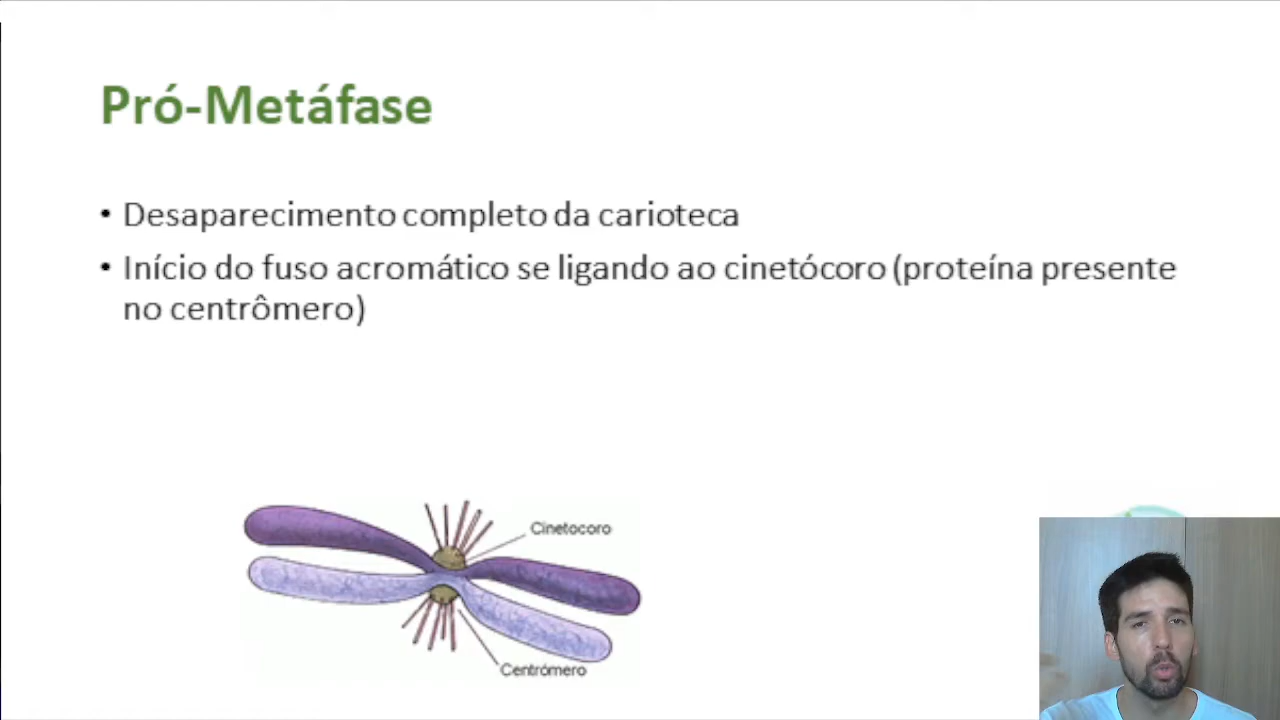 Pró-Metáfase
• Desaparecimento completo da carioteca
• Início do fuso acromático se ligando ao cinetócoro (proteína presente
no centrômero)
Cinetocoro
Centrómero